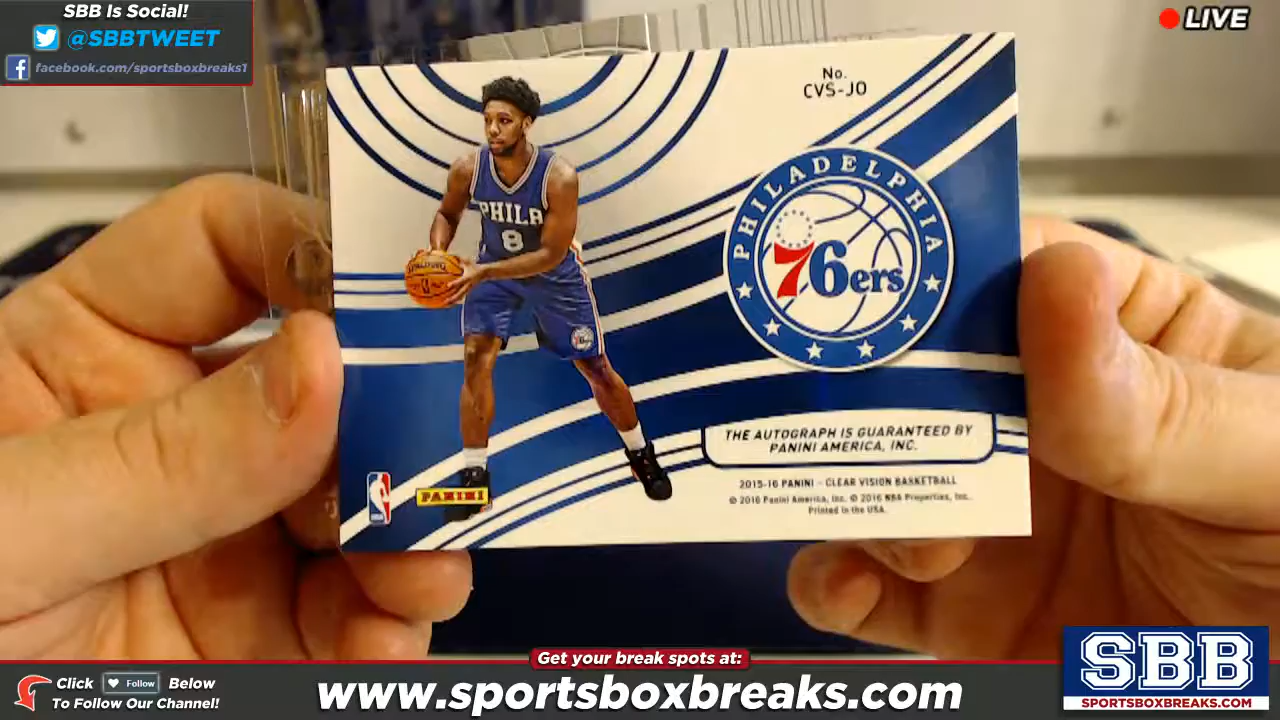 SBB Is Social!
@SBBTWEET
facebook.com/sportsboxbreaks1
LIVE
No.
CVS-JO
PHILADELPHIA
76ers
PHILA
8
SPALDING
THE AUTOGRAPH IS GUARANTEED BY
PANINI AMERICA, INC.
2015-16 PANINI - CLEAR VISION BASKETBALL
© 2016 Panini America, Inc. © 2016 NBA Properties, Inc.
Printed in the USA.
PANINI
Get your break spots at:
Click Follow Below
To Follow Our Channel!
www.sportsboxbreaks.com
SBB
SPORTSBOXBREAKS.COM